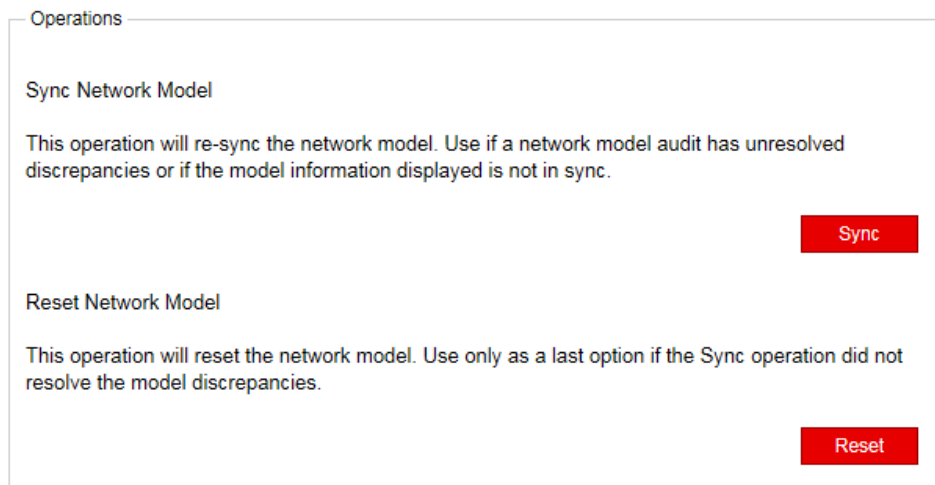 Operations
Sync Network Model
This operation will re-sync the network model. Use if a network model audit has unresolved
discrepancies or if the model information displayed is not in sync.
Sync
Reset Network Model
This operation will reset the network model. Use only as a last option if the Sync operation did not
resolve the model discrepancies.
Reset